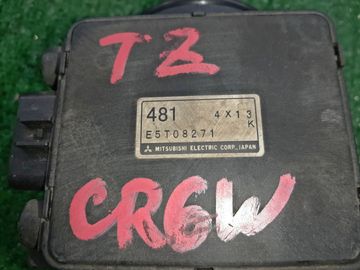 TZ
481 4X13
E5T08271 K
MITSUBISHI ELECTRIC CORP., JAPAN
CREW